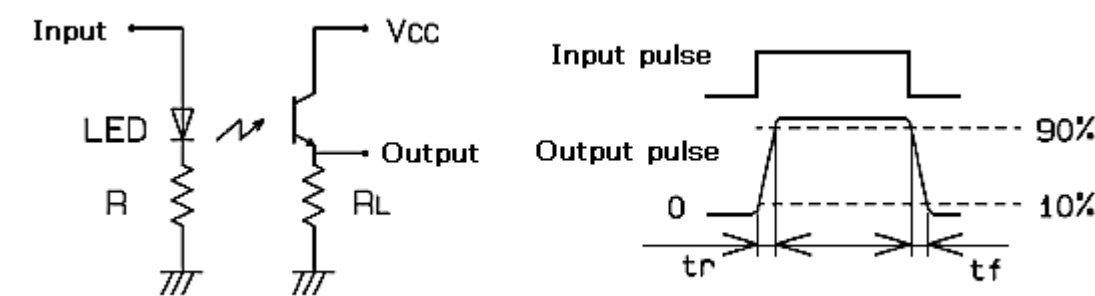 Input
Vcc
LED
Output
R
RL
Input pulse
Output pulse
90%
0
10%
tr
tf